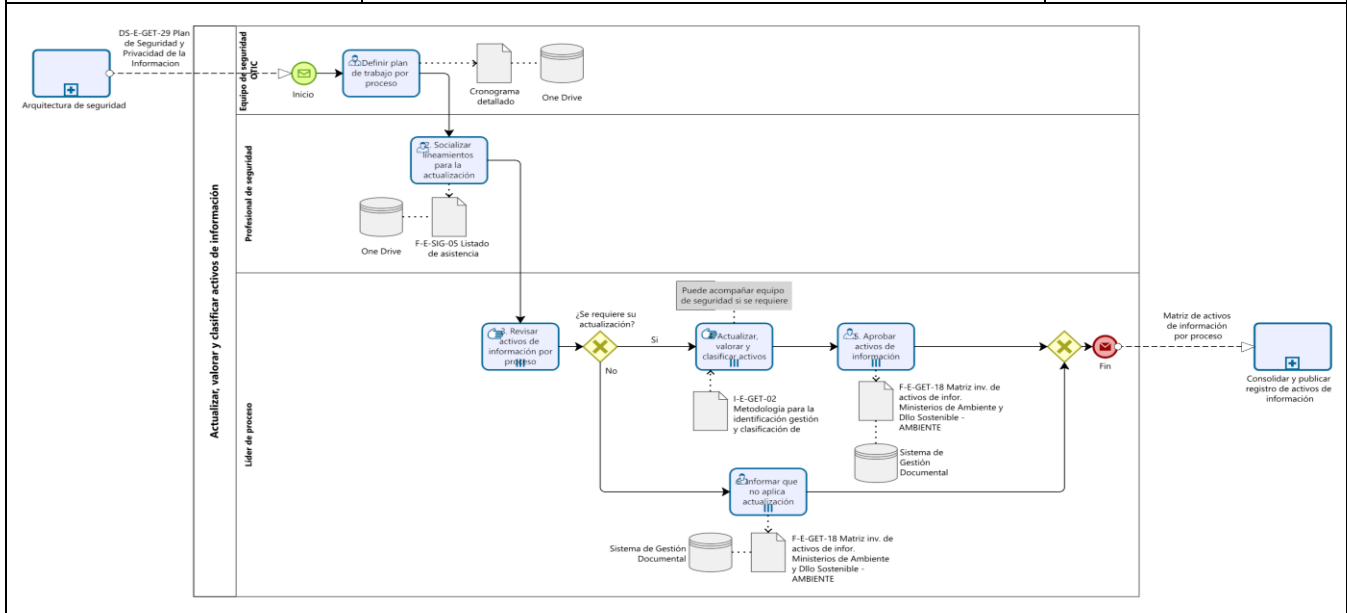 DS-E-GET-29 Plan
de Seguridad y
Privacidad de la
Informacion
Arquitectura de seguridad
Actualizar, valorar y clasificar activos de información
Equipo de seguridad
OTIC
Inicio
Definir plan
de trabajo por
proceso
Cronograma
detallado
One Drive
Profesional de seguridad
2. Socializar
lineamientos
para la
actualización
One Drive
F-E-SIG-05 Listado
de asistencia
Lider de proceso
3. Revisar
activos de
información por
proceso
¿Se requiere su
actualización?
Si
No
Puede acompañar equipo
de seguridad si se requiere
Actualizar,
valorar y
clasificar activos
I-E-GET-02
Metodología para la
identificación gestión
y clasificación de
5. Aprobar
activos de
información
F-E-GET-18 Matriz inv. de
activos de infor.
Ministerios de Ambiente y
Dllo Sostenible -
AMBIENTE
Sistema de
Gestión
Documental
Informar que
no aplica
actualización
Sistema de Gestión
Documental
F-E-GET-18 Matriz inv. de
activos de infor.
Ministerios de Ambiente
y Dllo Sostenible -
AMBIENTE
Fin
Matriz de activos
de información
por proceso
Consolidar y publicar
registro de activos de
información